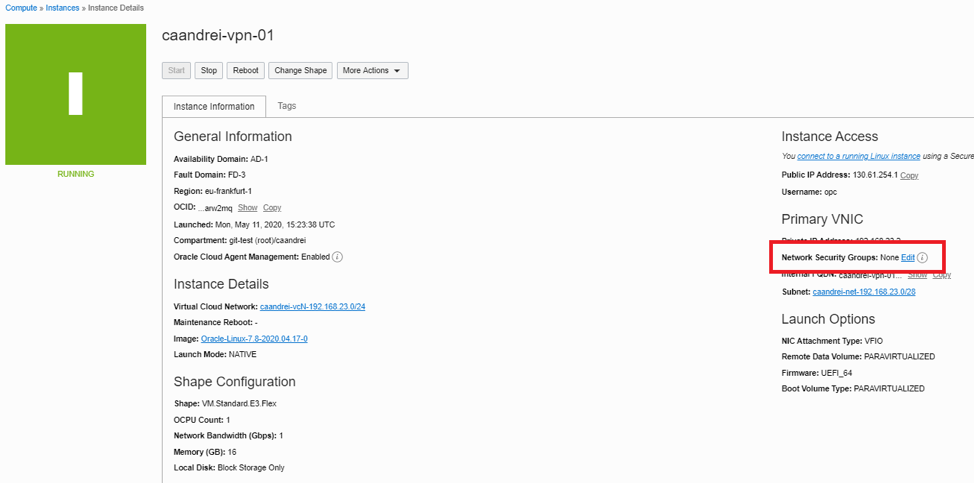 Compute » Instances » Instance Details
caandrei-vpn-01
Start Stop Reboot Change Shape More Actions
Instance Information Tags
RUNNING
General Information
Availability Domain: AD-1
Fault Domain: FD-3
Region: eu-frankfurt-1
OCID: ...arw2mq Show Copy
Launched: Mon, May 11, 2020, 15:23:38 UTC
Compartment: git-test (root)/caandrei
Oracle Cloud Agent Management: Enabled
Instance Details
Virtual Cloud Network: caandrei-vcN-192.168.23.0/24
Maintenance Reboot: -
Image: Oracle-Linux-7.8-2020.04.17-0
Launch Mode: NATIVE
Shape Configuration
Shape: VM.Standard.E3.Flex
OCPU Count: 1
Network Bandwidth (Gbps): 1
Memory (GB): 16
Local Disk: Block Storage Only
Instance Access
You connect to a running Linux instance using a Secure
Public IP Address: 130.61.254.1 Copy
Username: opc
Primary VNIC
Private IP Address:
Network Security Groups: None Edit
Internal FQDN: caandrei-vpn-01... Show Copy
Subnet: caandrei-net-192.168.23.0/28
Launch Options
NIC Attachment Type: VFIO
Remote Data Volume: PARAVIRTUALIZED
Firmware: UEFI_64
Boot Volume Type: PARAVIRTUALIZED